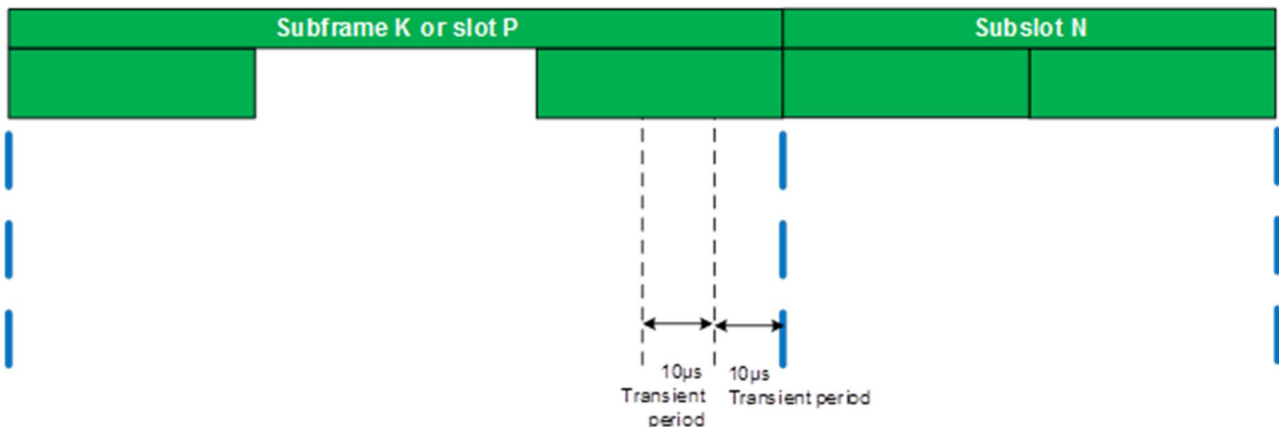 Subframe K or slot P
Subslot N
10µs
Transient
period
10µs
Transient period